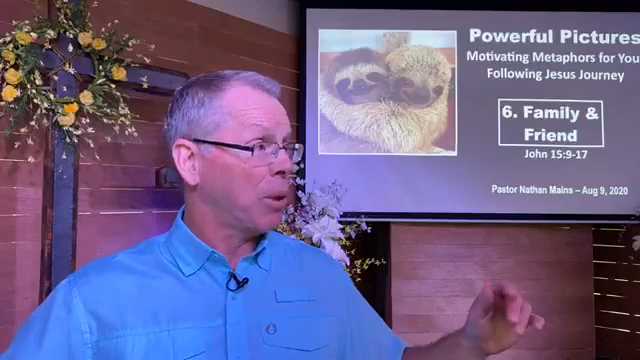 Powerful Pictures
Motivating Metaphors for You
Following Jesus Journey
6. Family &
Friend
John 15:9-17
Pastor Nathan Mains – Aug 9, 2020